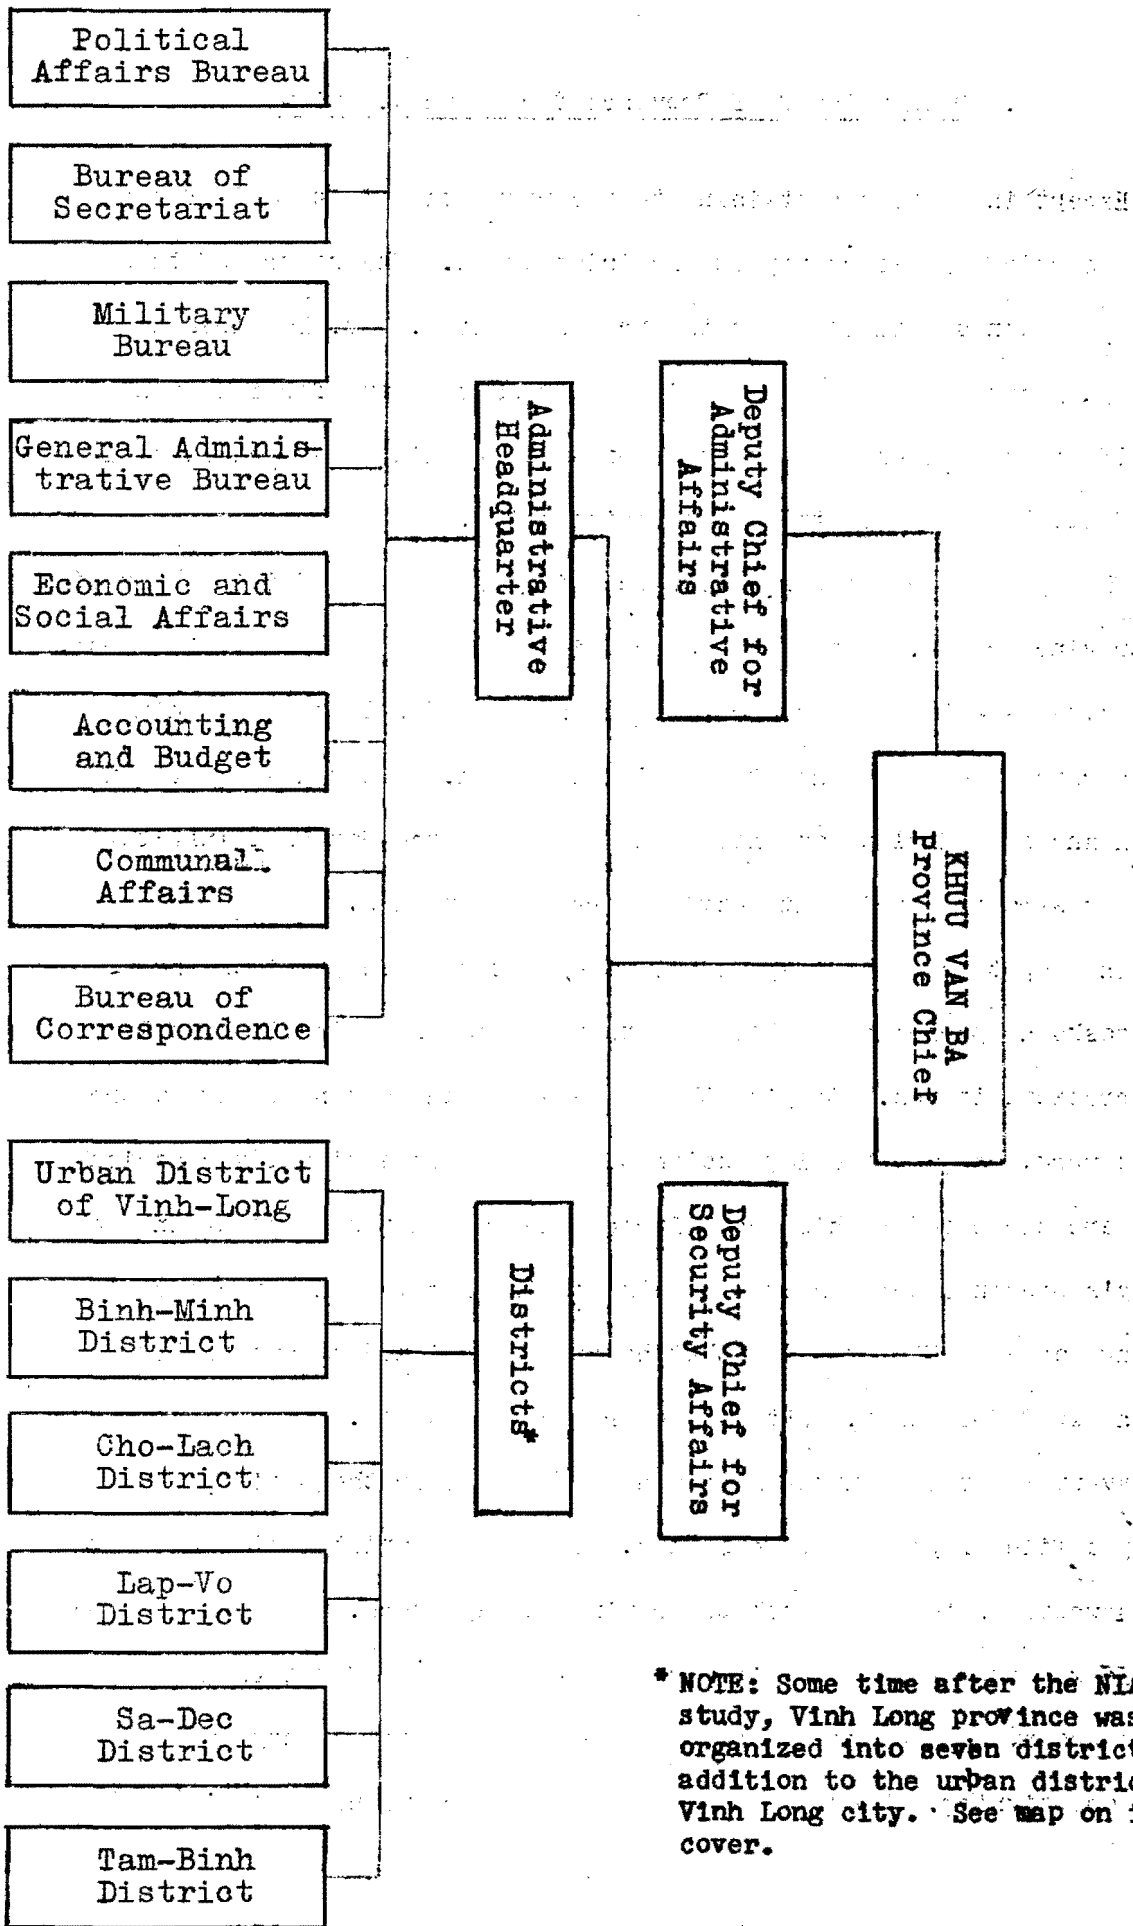 Political
Affairs Bureau
Bureau of
Secretariat
Military
Bureau
General Adminis-
trative Bureau
Economic and
Social Affairs
Accounting
and Budget
Communal
Affairs
Bureau of
Correspondence
Urban District
of Vinh-Long
Binh-Minh
District
Cho-Lach
District
Lap-Vo
District
Sa-Dec
District
Tam-Binh
District
Administrative
Headquarter
Districts*
Deputy Chief for
Administrative
Affairs
Deputy Chief for
Security Affairs
KHUU VAN BA
Province Chief
* NOTE: Some time after the
study, Vinh Long province was
organized into seven
addition to the urban
Vinh Long city. See map on
cover.